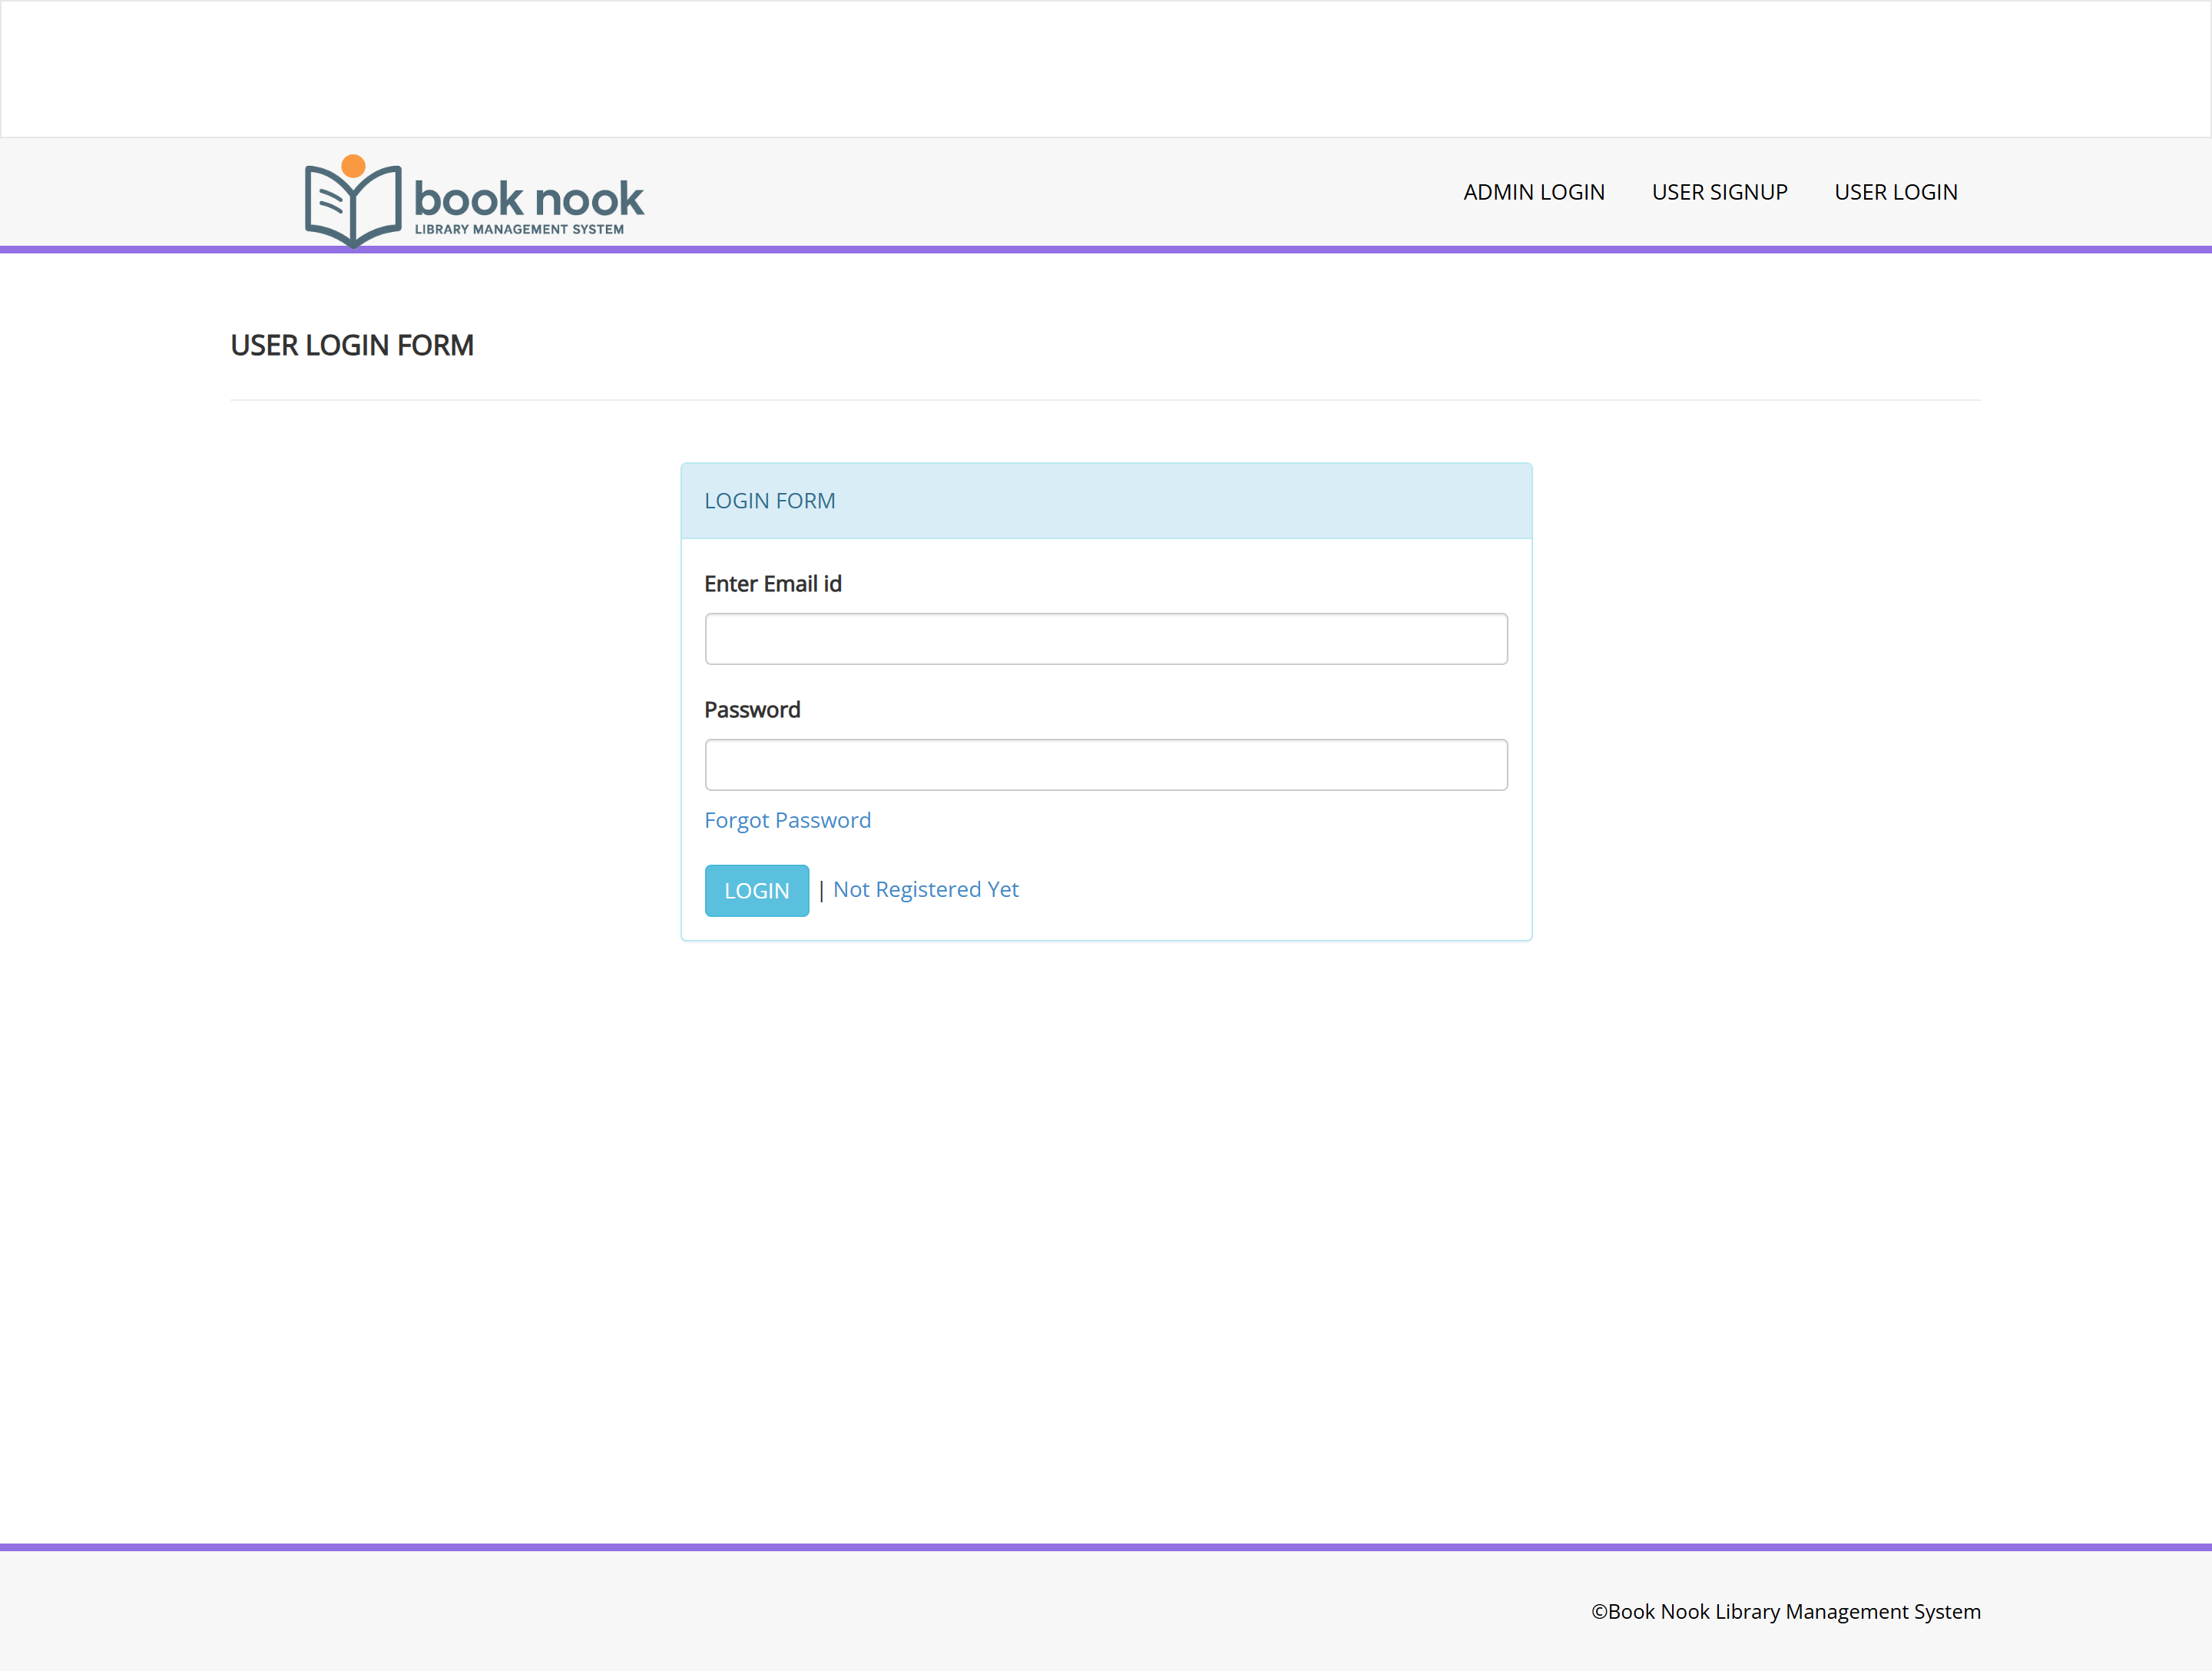 book nook
LIBRARY MANAGEMENT SYSTEM
ADMIN LOGIN USER SIGNUP USER LOGIN
USER LOGIN FORM
LOGIN FORM
Enter Email id
Password
Forgot Password
LOGIN | Not Registered Yet
©Book Nook Library Management System